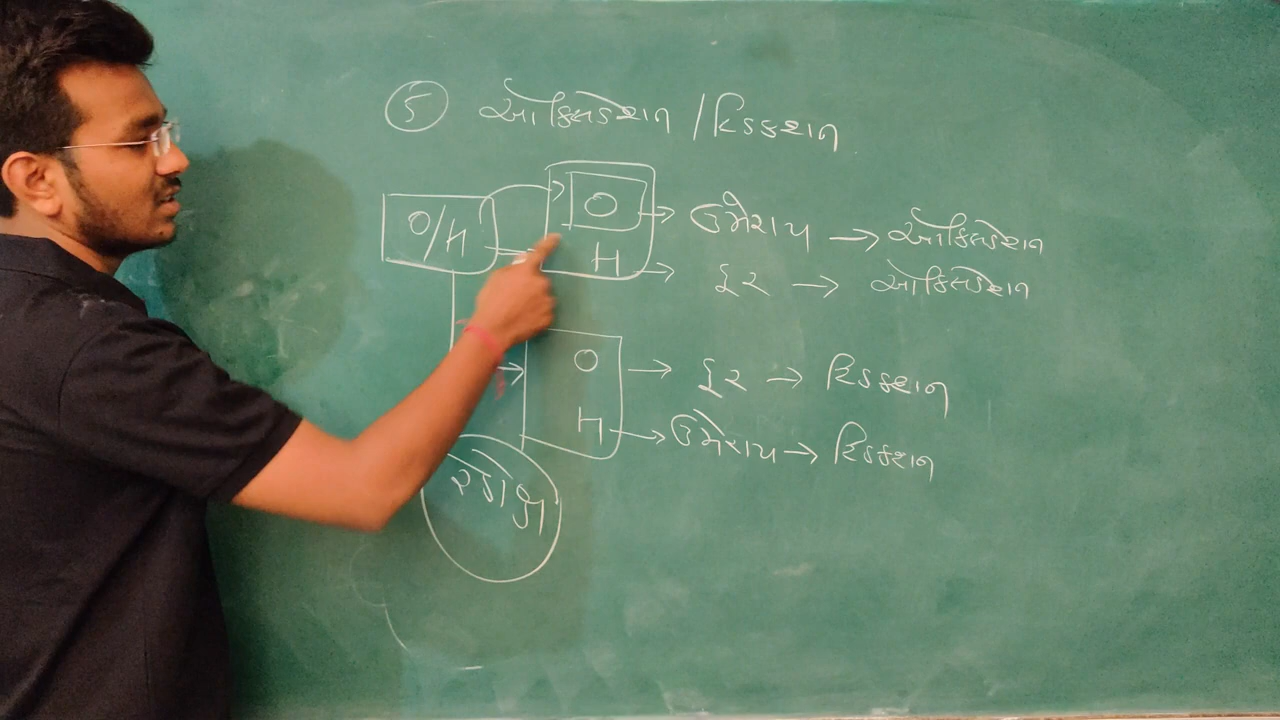 5 ઓક્સિડેશન / રિડક્શન
O/H
O → ઉમેરાય → ઓક્સિડેશન
H → દૂર → ઓક્સિડેશન
O → દૂર → રિડક્શન
H → ઉમેરાય → રિડક્શન